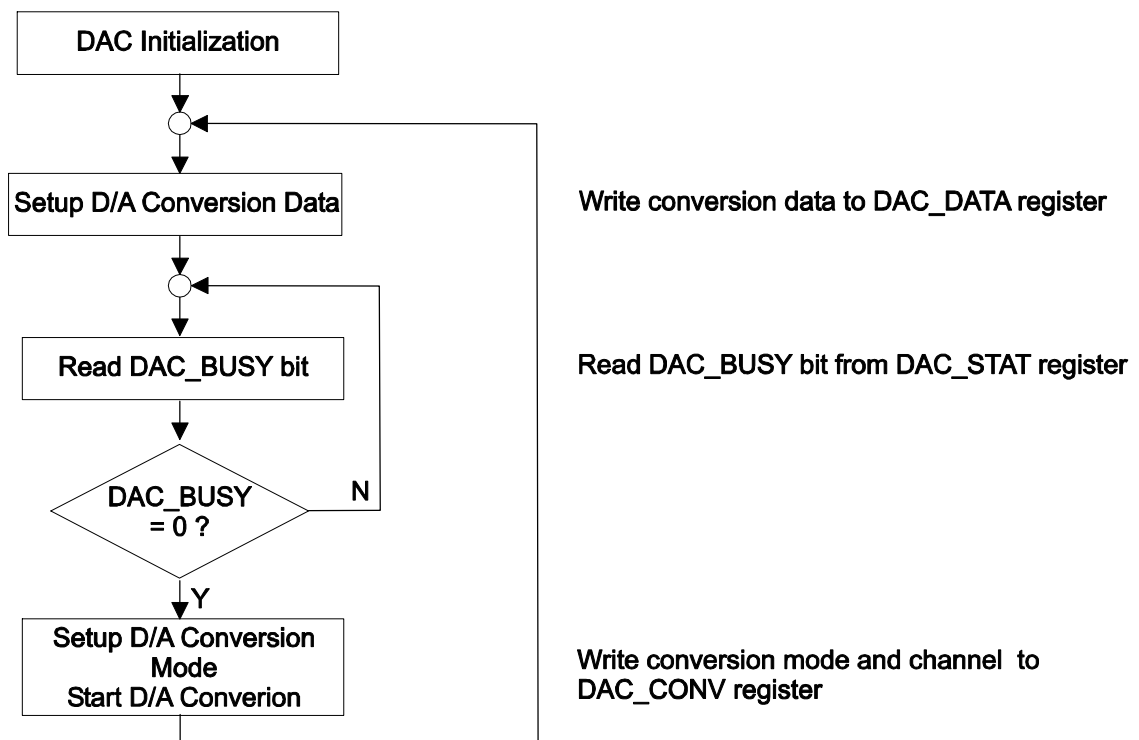 DAC Initialization
Setup D/A Conversion Data
Write conversion data to DAC_DATA register
Read DAC_BUSY bit
Read DAC_BUSY bit from DAC_STAT register
DAC_BUSY
= 0 ?
N
Y
Setup D/A Conversion
Mode
Start D/A Converion
Write conversion mode and channel to
DAC_CONV register